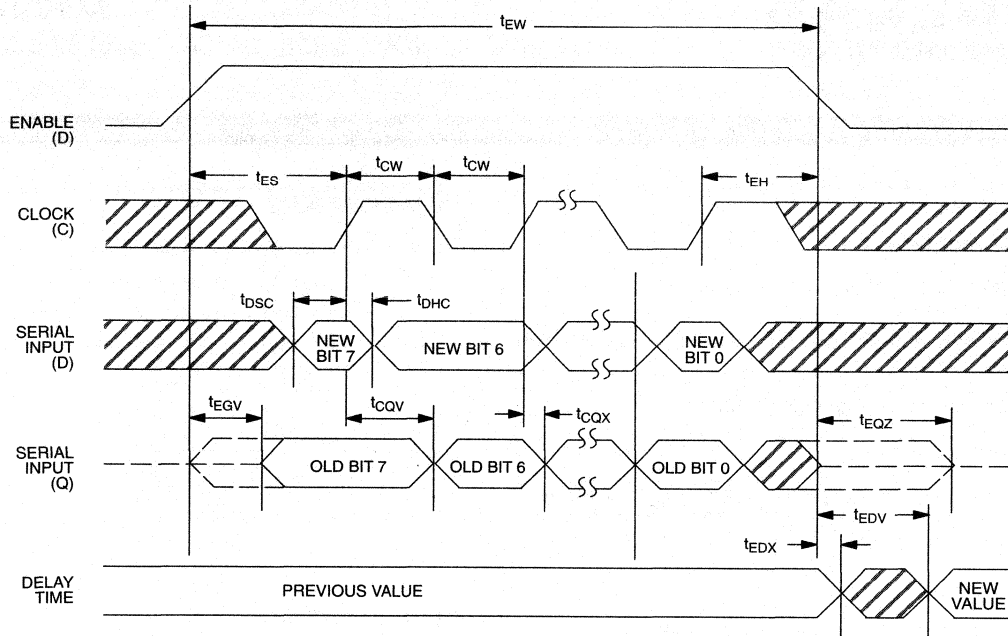 tEW
ENABLE
(D)
tES
tCW
tCW
tEH
CLOCK
(C)
tDSC
tDHC
SERIAL
INPUT
(D)
NEW
BIT 7
NEW BIT 6
NEW
BIT 0
tEGV
tCQV
tCQX
tEQZ
SERIAL
INPUT
(Q)
OLD BIT 7
OLD BIT 6
OLD BIT 0
tEDV
tEDX
DELAY
TIME
PREVIOUS VALUE
NEW
VALUE